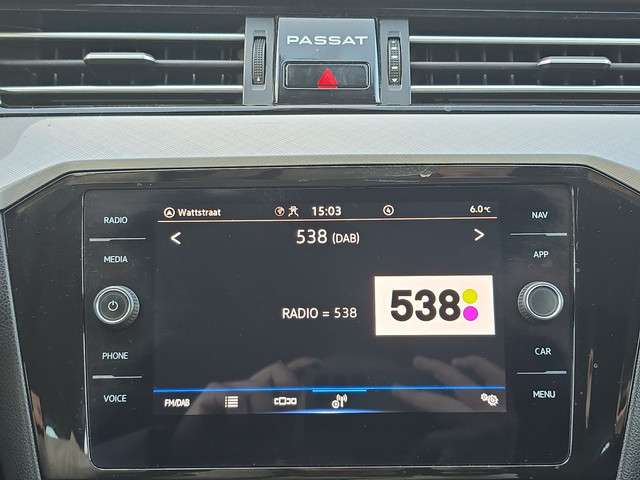 PASSAT
RADIO
MEDIA
PHONE
VOICE
Wattstraat 15:03 4 6.0°C
< 538 (DAB) >
RADIO = 538
538
FM/DAB
NAV
APP
CAR
MENU